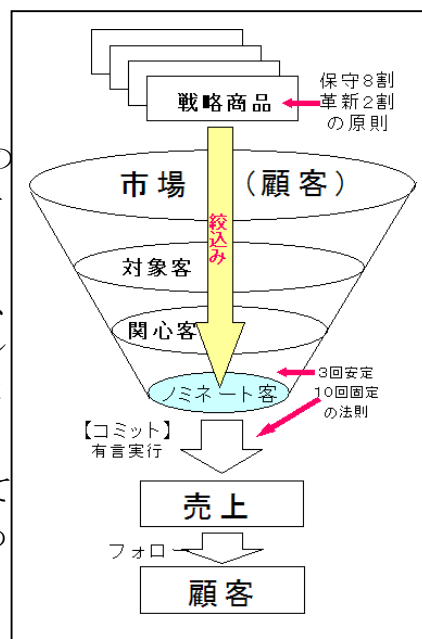 戦略商品
保守8割
革新2割
の原則
市場（顧客）
絞込み
対象客
関心客
ノミネート客
3回安定
10回固定
の法則
【コミット】
有言実行
売上
フォロー
顧客